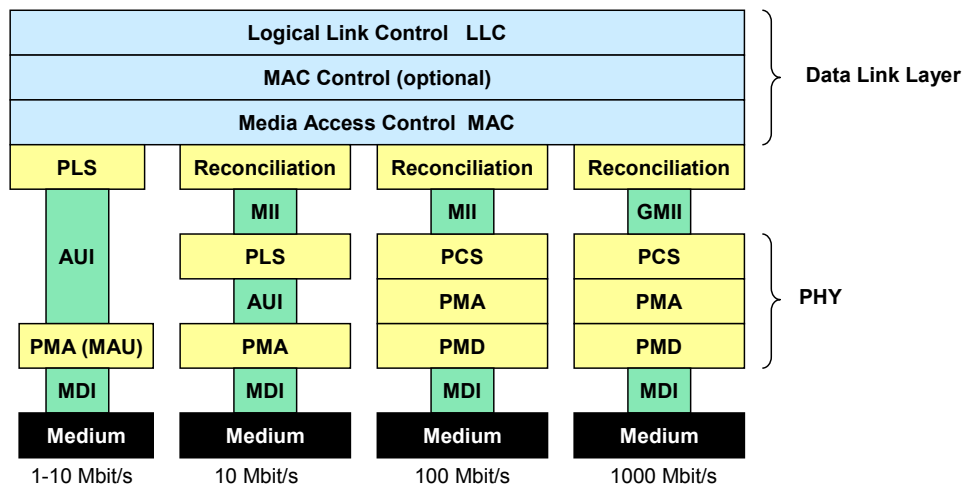 Logical Link Control LLC
MAC Control (optional)
Media Access Control MAC
Data Link Layer
PLS Reconciliation Reconciliation Reconciliation
MII MII GMII
AUI PLS PCS PCS
AUI PMA PMA
PHY
PMA (MAU) PMA PMD PMD
MDI MDI MDI MDI
Medium Medium Medium Medium
1-10 Mbit/s 10 Mbit/s 100 Mbit/s 1000 Mbit/s